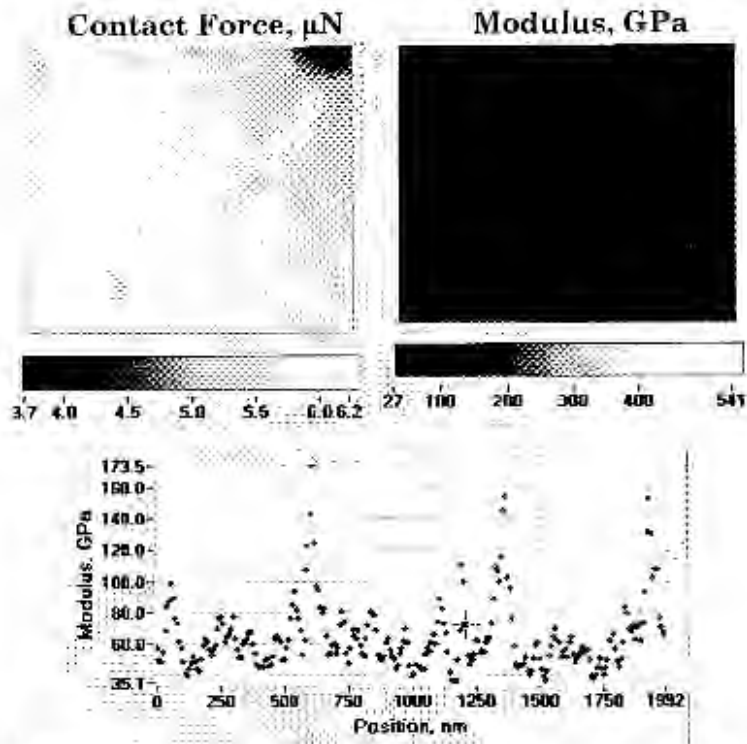 Contact Force, µN
Modulus, GPa
3.7 4.0 4.5 5.0 5.5 6.0 6.2
27 100 200 300 400 541
Modulus, GPa
173.5
160.0
140.0
120.0
100.0
80.0
60.0
35.1
0 250 500 750 1000 1250 1500 1750 1992
Position, nm